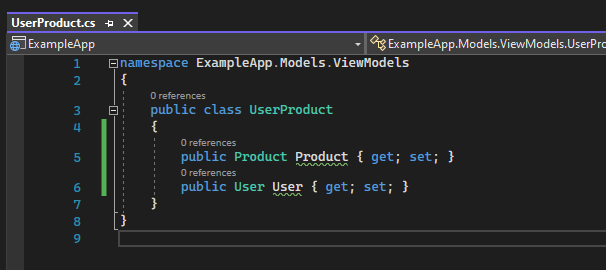 UserProduct.cs
ExampleApp ExampleApp.Models.ViewModels.UserPro
1 namespace ExampleApp.Models.ViewModels
2 {
0 references
3 public class UserProduct
4 {
0 references
5 public Product Product { get; set; }
0 references
6 public User User { get; set; }
7 }
8 }
9